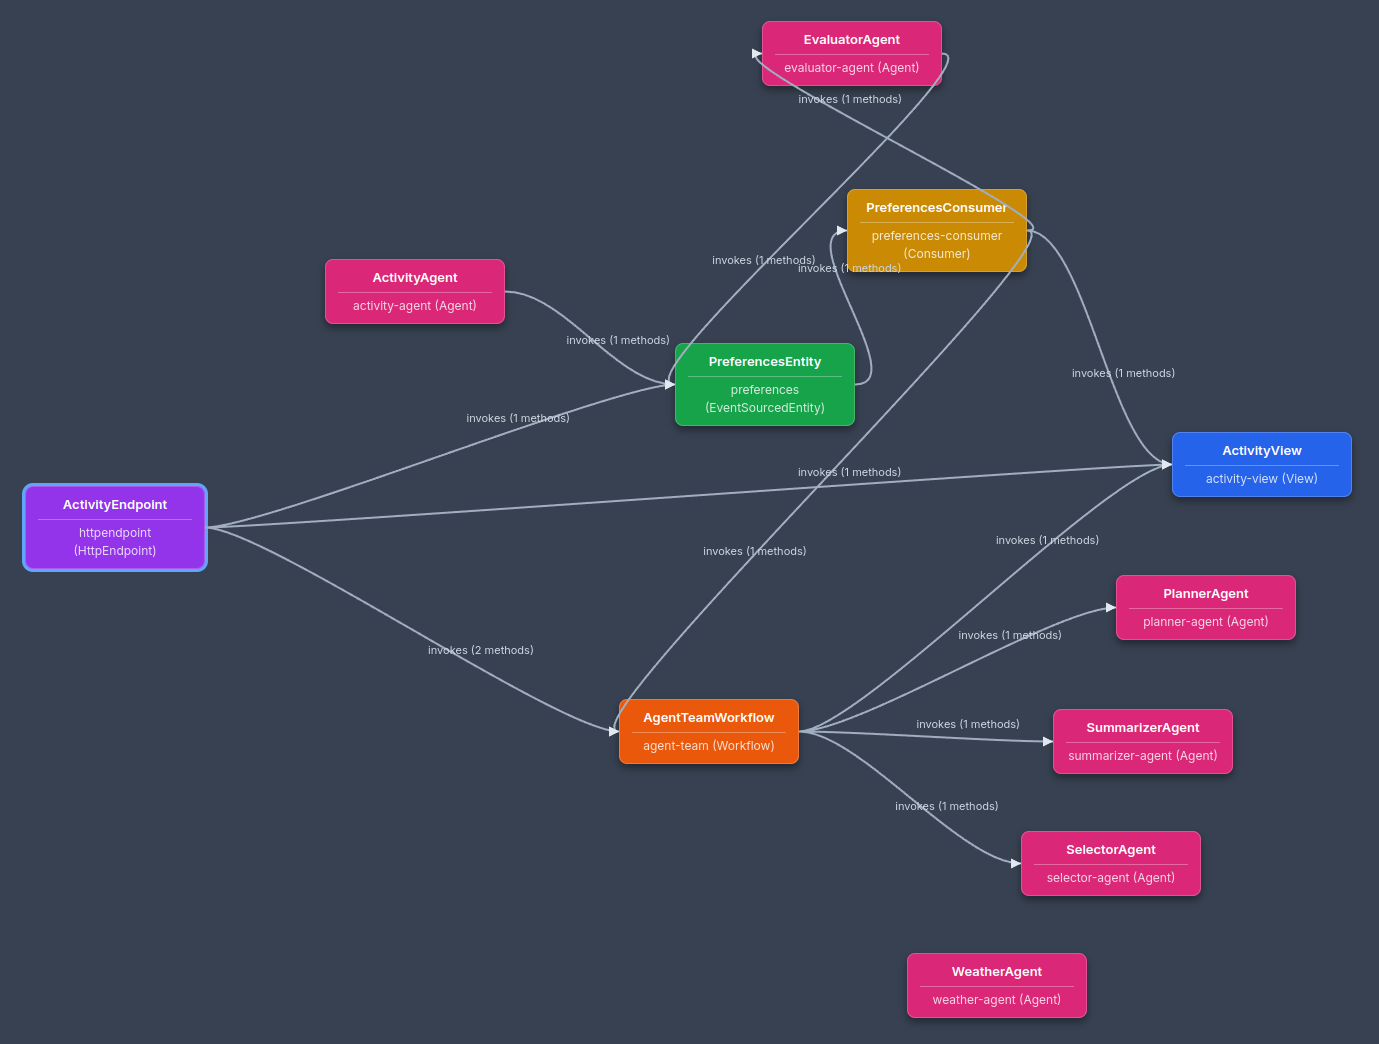 EvaluatorAgent
evaluator-agent (Agent)
invokes (1 methods)
PreferencesConsumer
preferences-consumer
(Consumer)
invokes (1 methods)
invokes (1 methods)
ActivityAgent
activity-agent (Agent)
invokes (1 methods)
PreferencesEntity
preferences
(EventSourcedEntity)
invokes (1 methods)
invokes (1 methods)
ActivityView
activity-view (View)
invokes (1 methods)
ActivityEndpoint
httpendpoint
(HttpEndpoint)
invokes (1 methods)
invokes (1 methods)
PlannerAgent
planner-agent (Agent)
invokes (1 methods)
invokes (2 methods)
AgentTeamWorkflow
agent-team (Workflow)
invokes (1 methods)
SummarizerAgent
summarizer-agent (Agent)
invokes (1 methods)
SelectorAgent
selector-agent (Agent)
WeatherAgent
weather-agent (Agent)